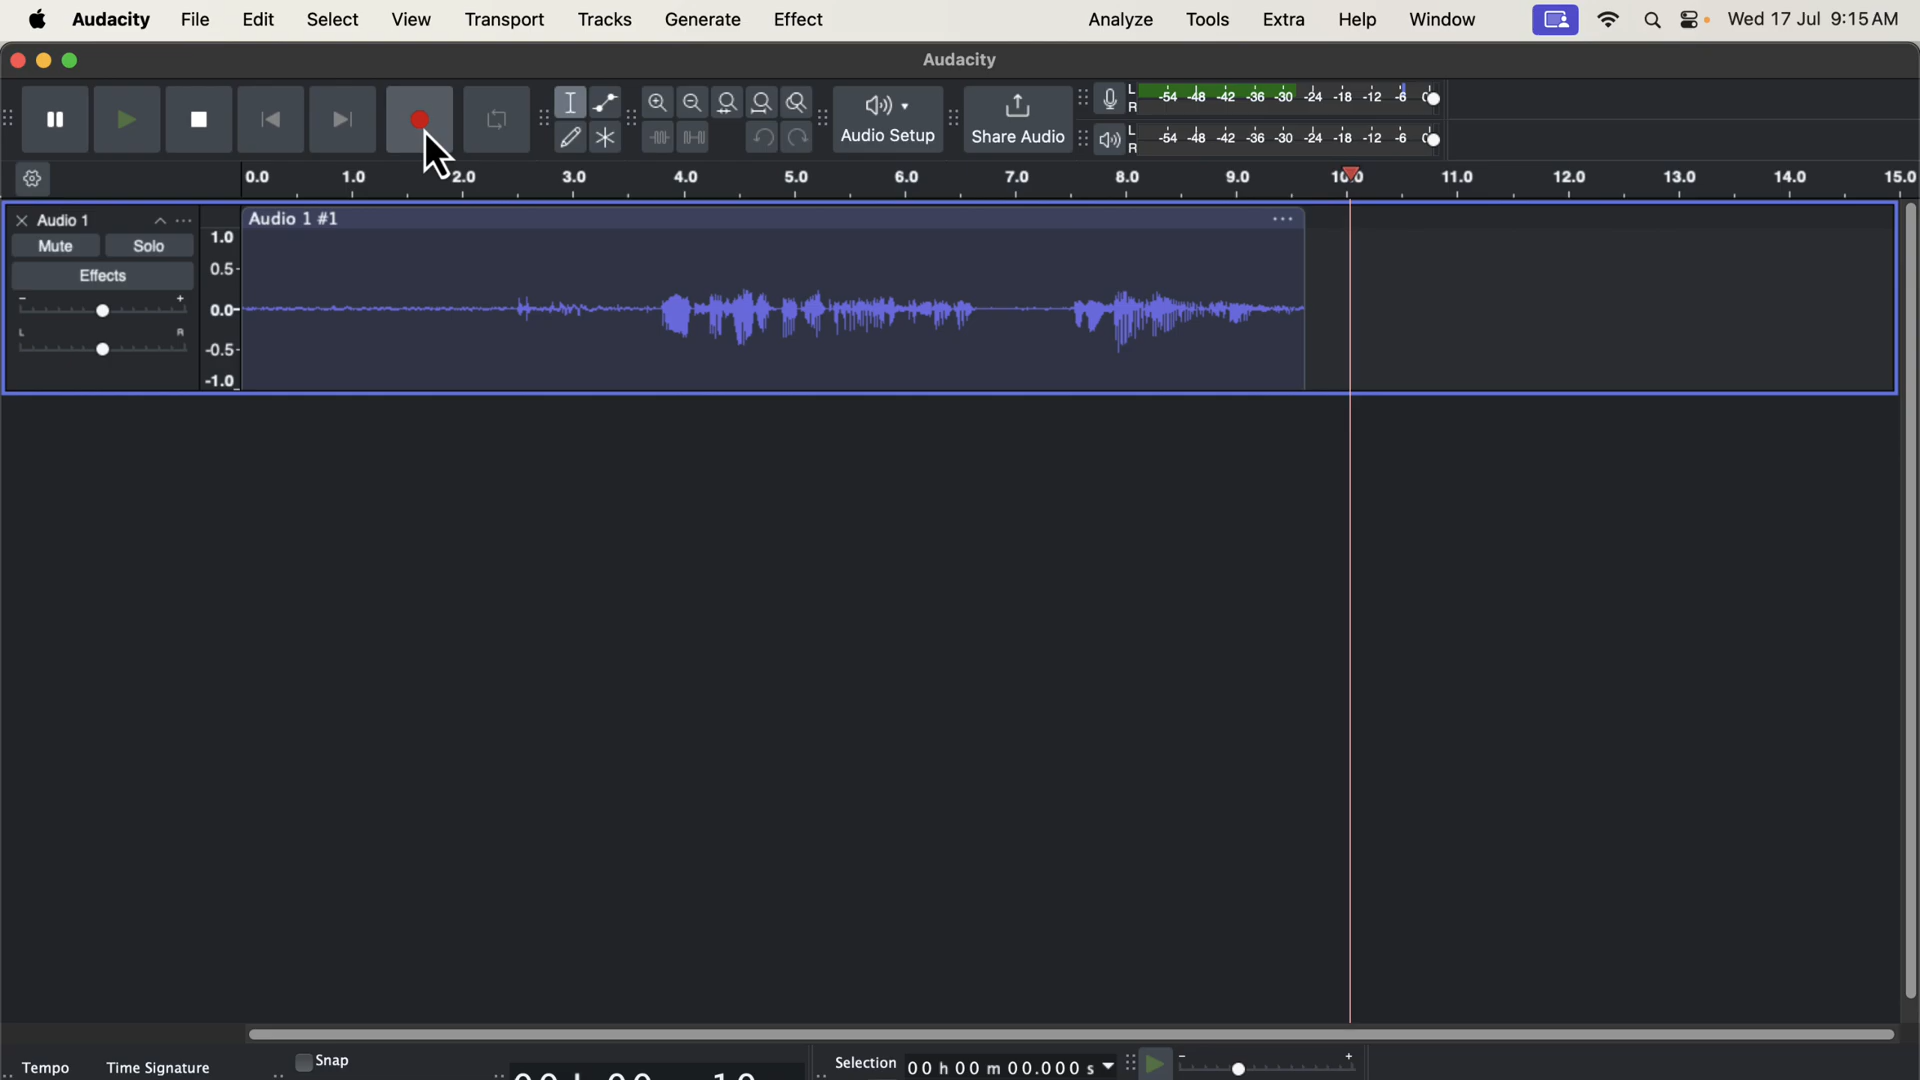 Audacity File Edit Select View Transport Tracks Generate Effect Analyze Tools Extra Help Window Wed 17 Jul 9:15 AM
Audacity
Audio Setup
Share Audio
L -54 -48 -42 -36 -30 -24 -18 -12 -6
R
L -54 -48 -42 -36 -30 -24 -18 -12 -6
R
0.0 1.0 2.0 3.0 4.0 5.0 6.0 7.0 8.0 9.0 10.0 11.0 12.0 13.0 14.0 15.0
Audio 1
Audio 1 #1
Mute Solo
Effects
- +
L R
1.0
0.5-
0.0-
-0.5-
-1.0
Tempo
Time Signature
Snap
Selection 00 h 00 m 00.000 s
- +